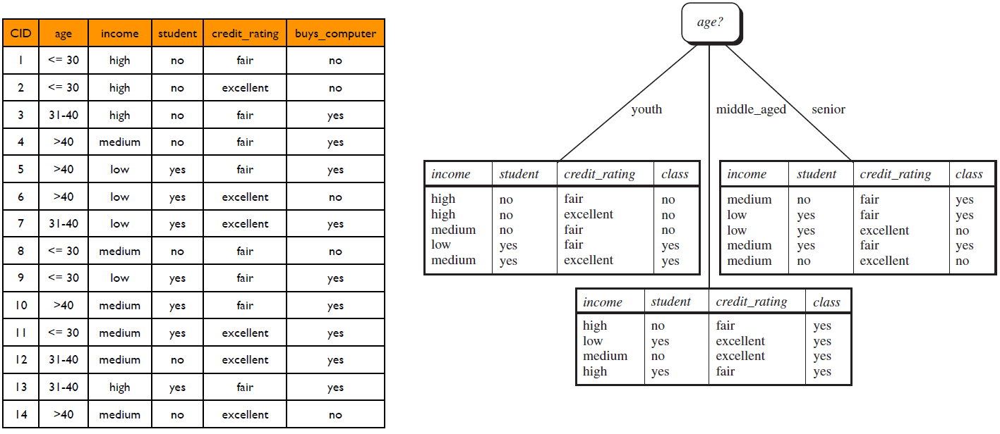 CID age income student credit_rating buys_computer
1 <= 30 high no fair no
2 <= 30 high no excellent no
3 31-40 high no fair yes
4 >40 medium no fair yes
5 >40 low yes fair yes
6 >40 low yes excellent no
7 31-40 low yes excellent yes
8 <= 30 medium no fair no
9 <= 30 low yes fair yes
10 >40 medium yes fair yes
11 <= 30 medium yes excellent yes
12 31-40 medium no excellent yes
13 31-40 high yes fair yes
14 >40 medium no excellent no
age?
youth middle_aged senior
income student credit_rating class
high no fair no
high no excellent no
medium no fair no
low yes fair yes
medium yes excellent yes
income student credit_rating class
medium no fair yes
low yes fair yes
low yes excellent no
medium yes fair yes
medium no excellent no
income student credit_rating class
high no fair yes
low yes excellent yes
medium no excellent yes
high yes fair yes